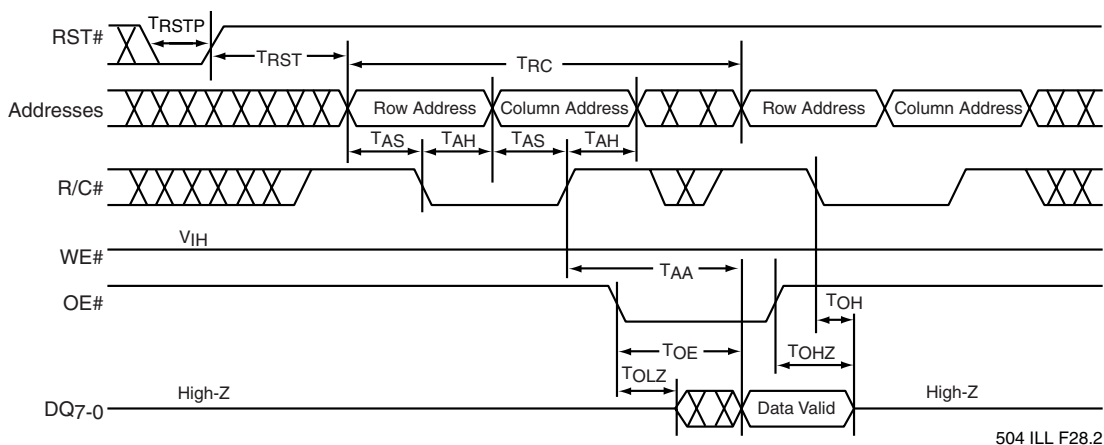 RST#
TRSTP
TRST
TRC
Addresses
Row Address
Column Address
Row Address
Column Address
TAS
TAH
TAS
TAH
R/C#
VIH
WE#
TAA
OE#
TOH
TOE
TOHZ
TOLZ
High-Z
DQ7-0
Data Valid
High-Z
504 ILL F28.2